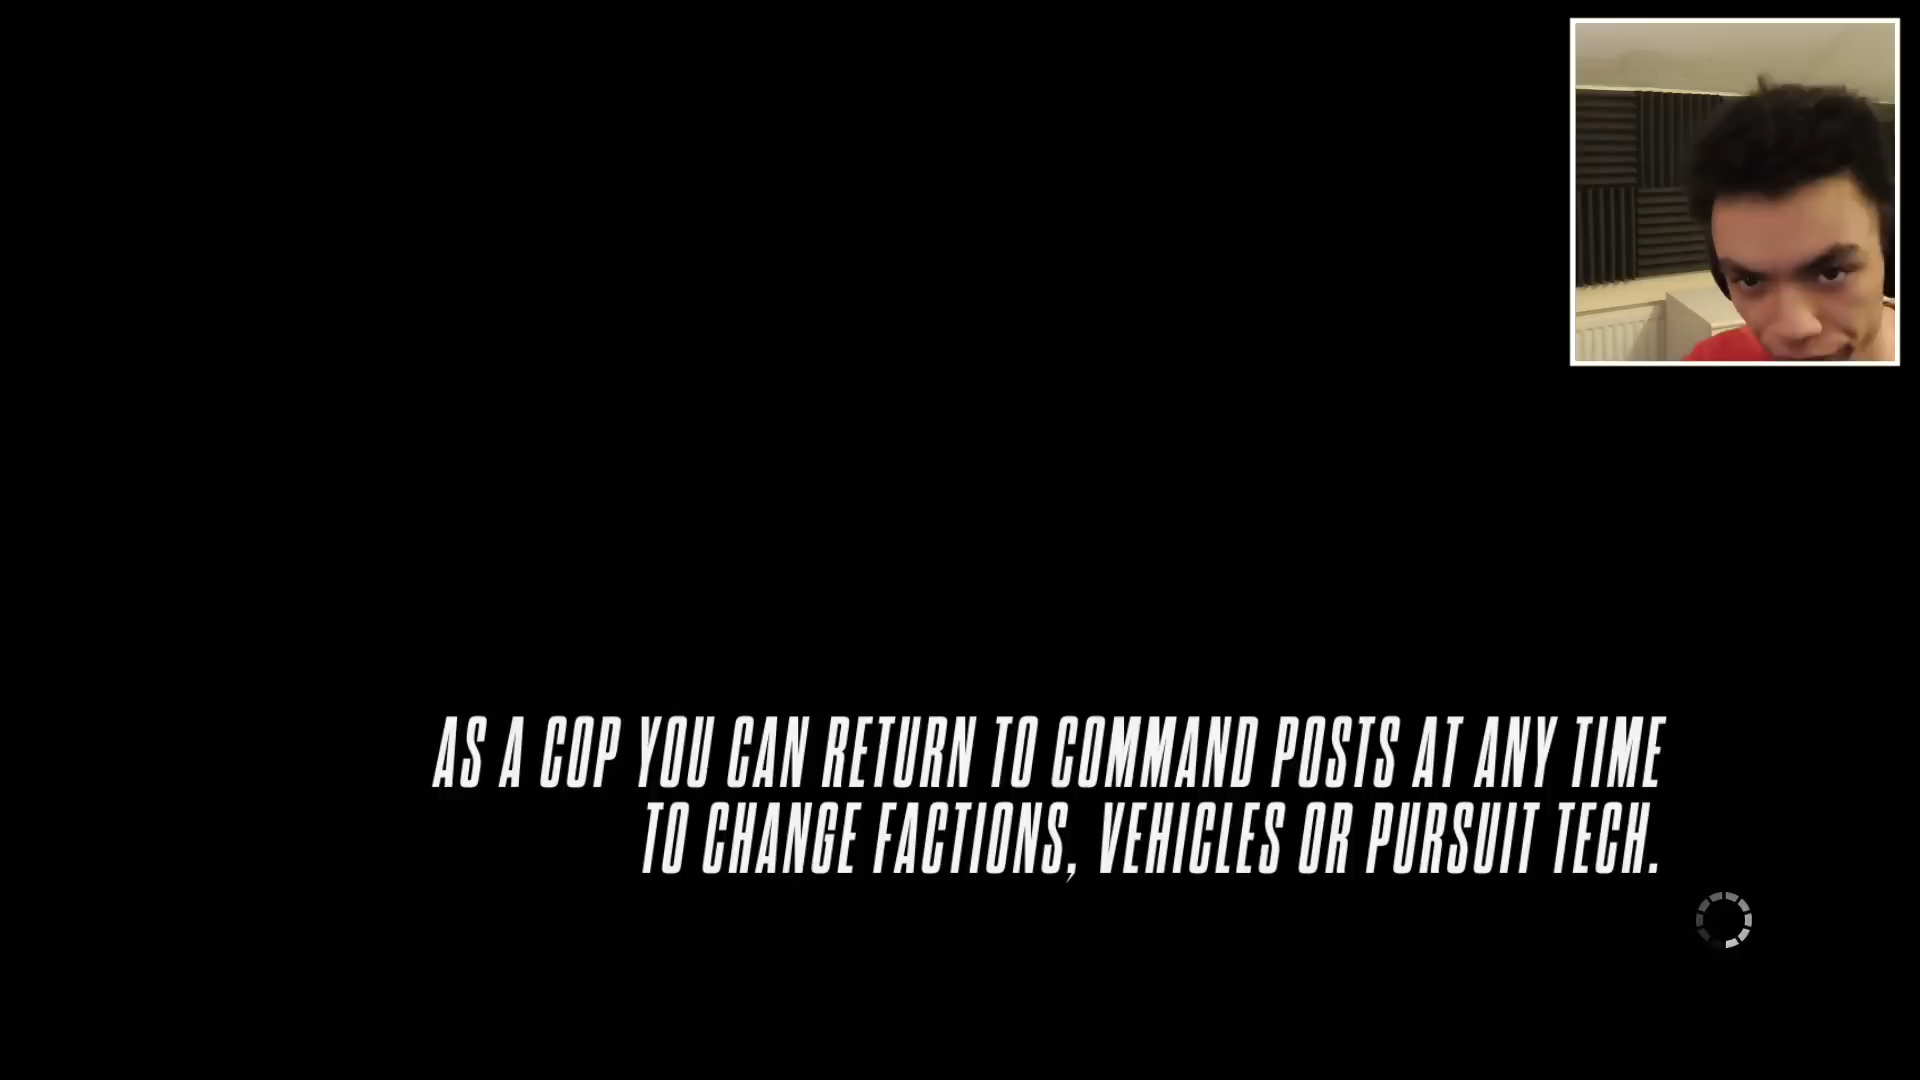 AS A COP YOU CAN RETURN TO COMMAND POSTS AT ANY TIME
TO CHANGE FACTIONS, VEHICLES OR PURSUIT TECH.